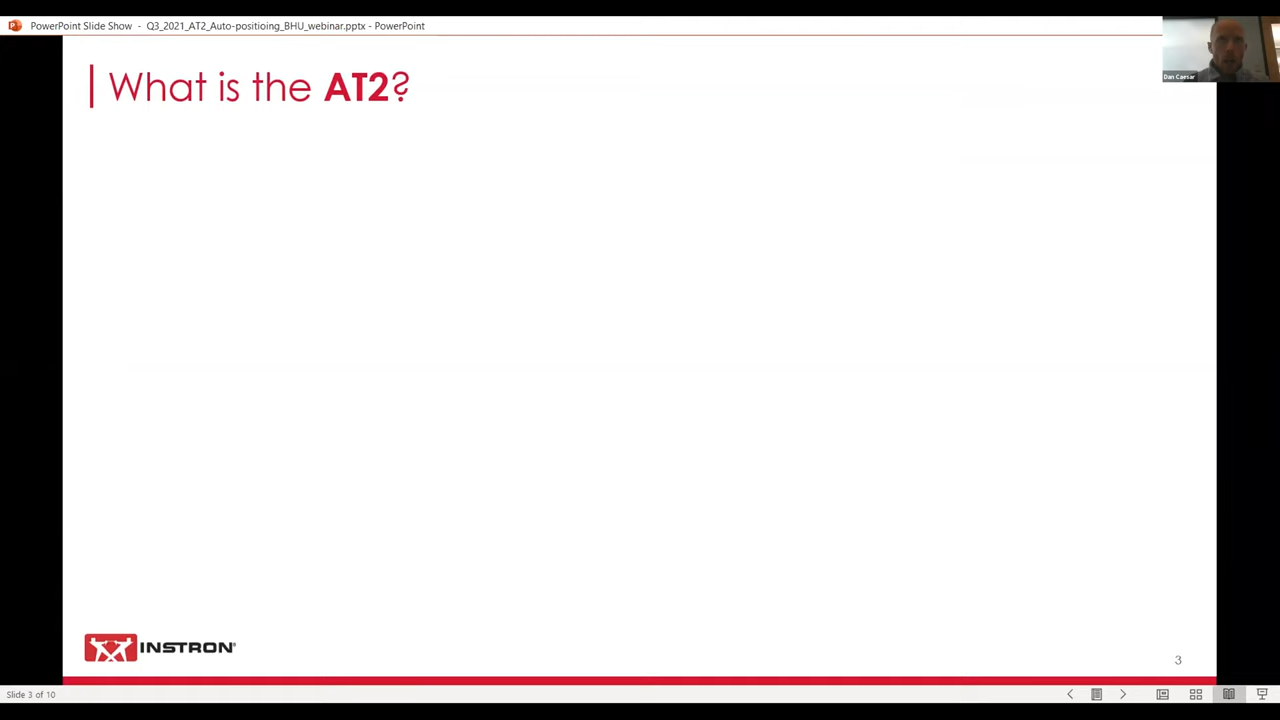 PowerPoint Slide Show - Q3_2021_AT2_Auto-positioing_BHU_webinar.pptx - PowerPoint
Dan Caesar
What is the AT2?
INSTRON®
3
Slide 3 of 10